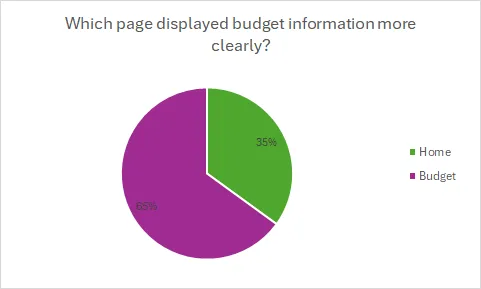 Which page displayed budget information more
clearly?
35%
65%
Home
Budget